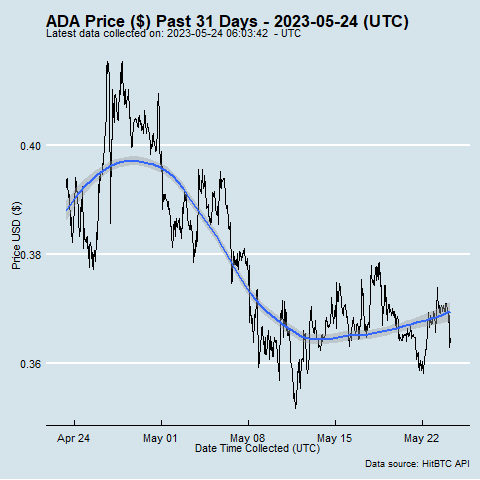 ADA Price ($) Past 31 Days - 2023-05-24 (UTC)
Latest data collected on: 2023-05-24 06:03:42  - UTC
Price USD ($)
0.40
0.38
0.36
Apr 24
May 01
May 08
May 15
May 22
Date Time Collected (UTC)
Data source: HitBTC API